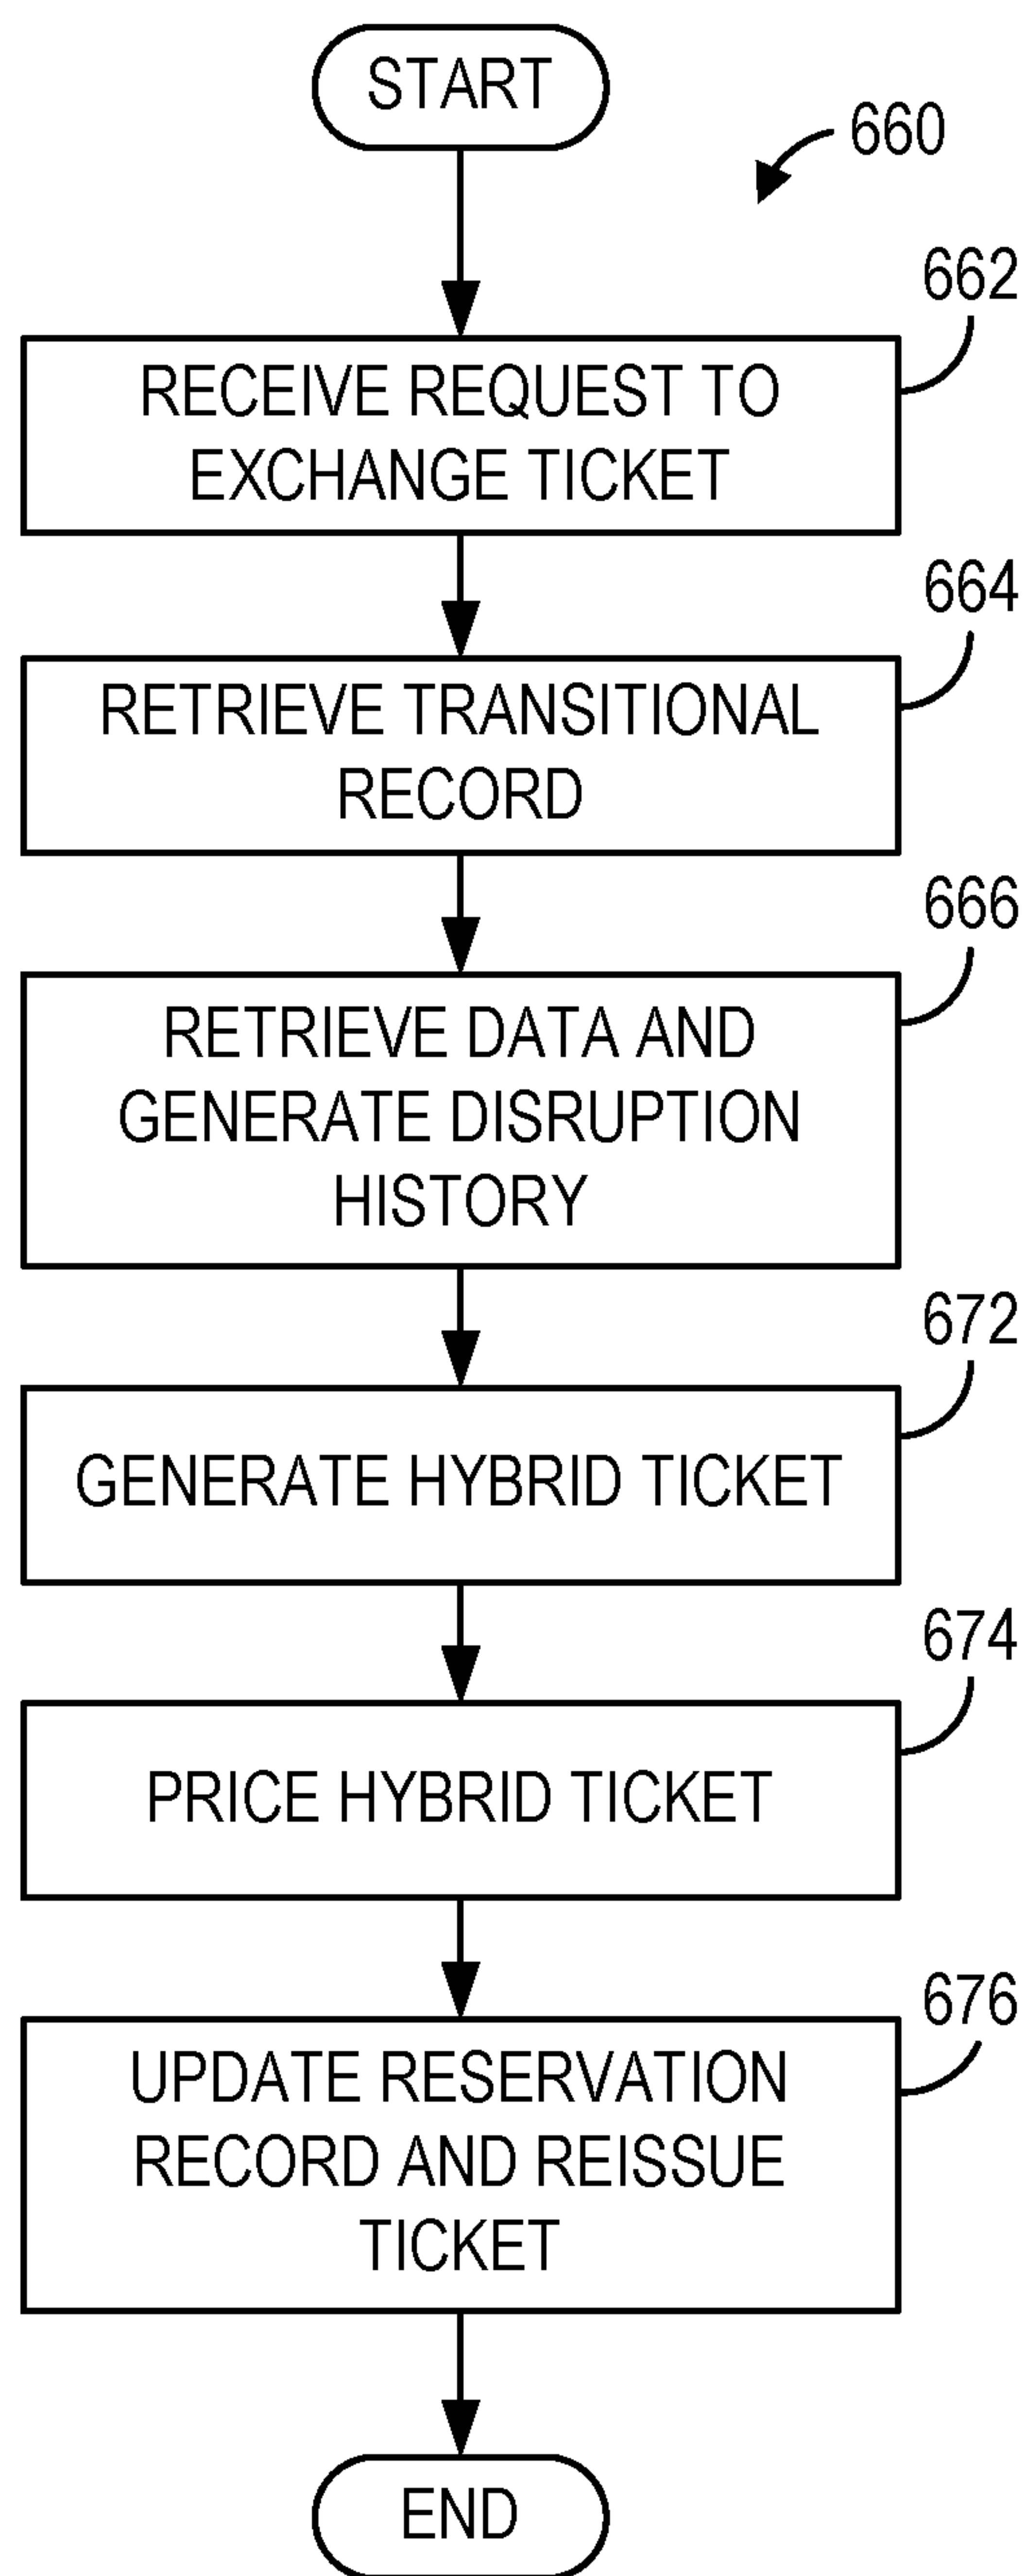 START
660
662
RECEIVE REQUEST TO
EXCHANGE TICKET
664
RETRIEVE TRANSITIONAL
RECORD
666
RETRIEVE DATA AND
GENERATE DISRUPTION
HISTORY
672
GENERATE HYBRID TICKET
674
PRICE HYBRID TICKET
676
UPDATE RESERVATION
RECORD AND REISSUE
TICKET
END